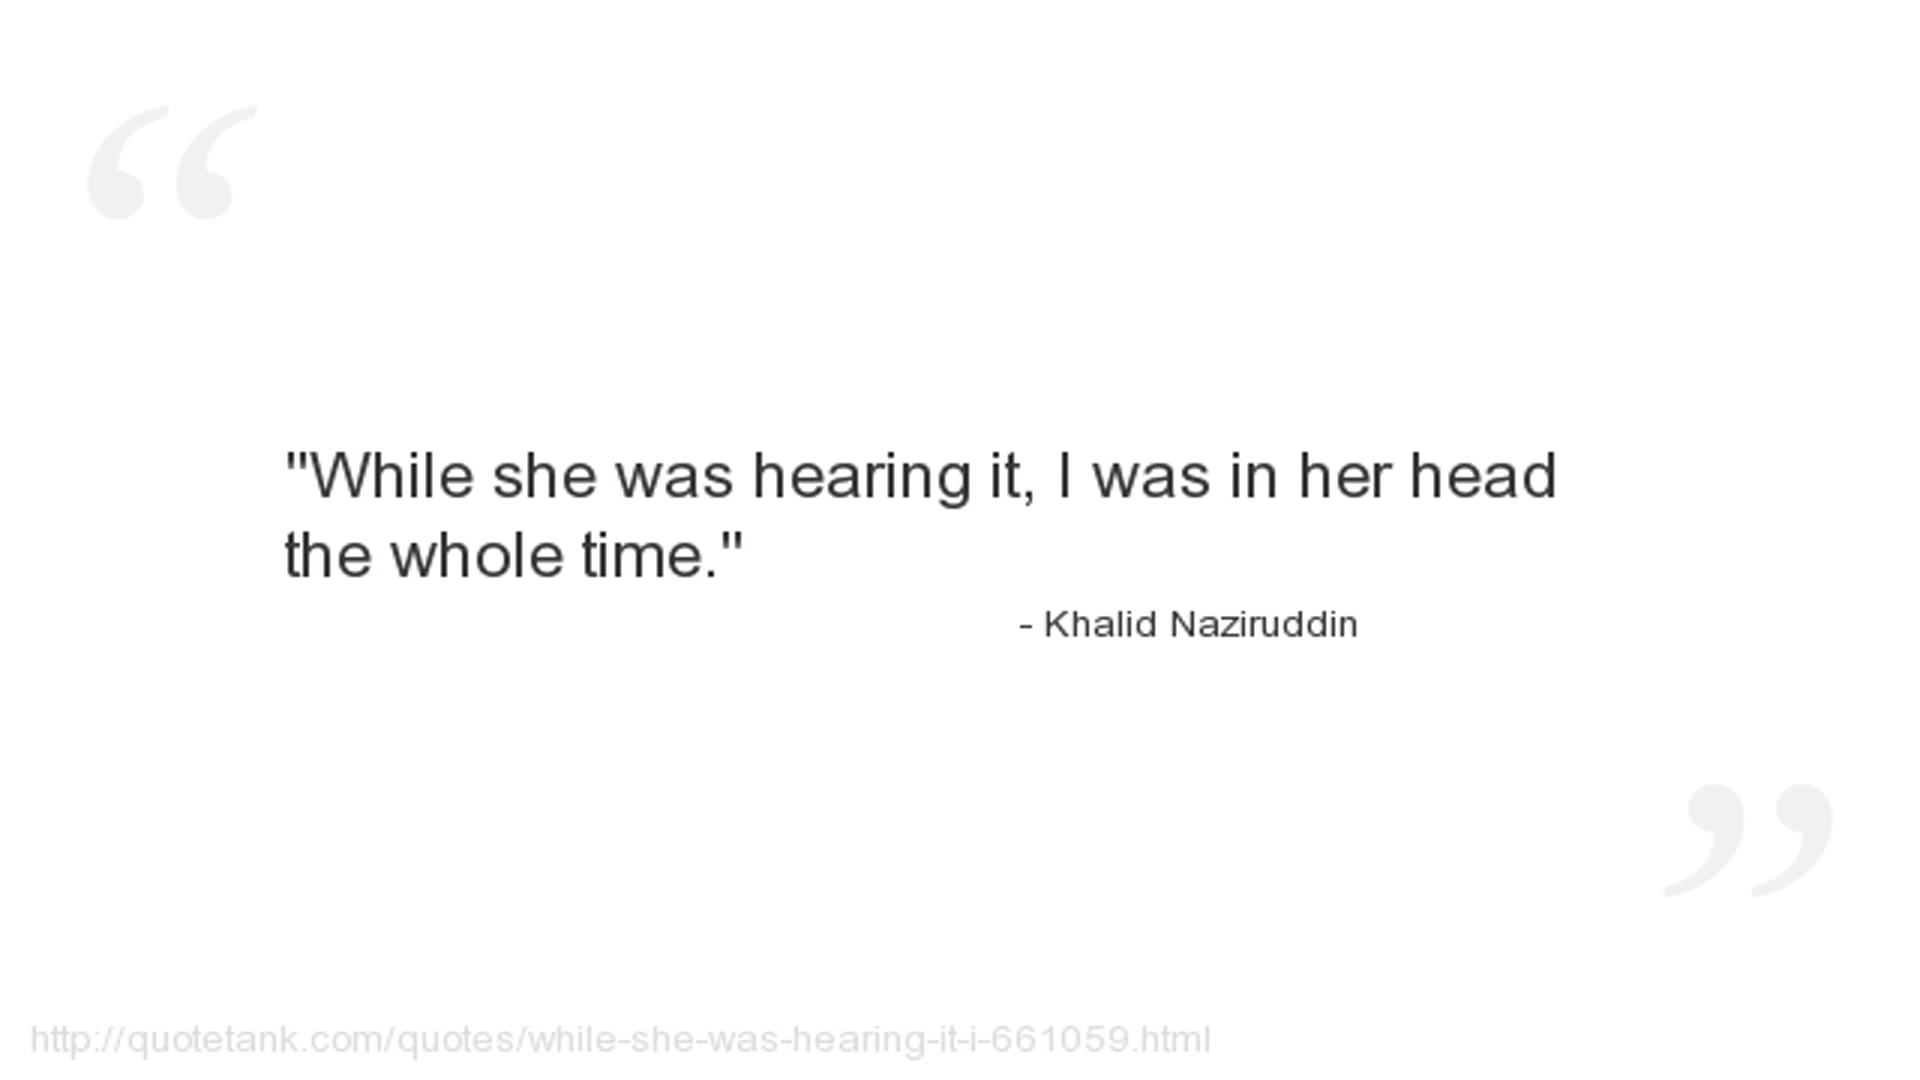 "While she was hearing it, I was in her head
the whole time."
- Khalid Naziruddin
http://quotetank.com/quotes/while-she-was-hearing-it-i-661059.html